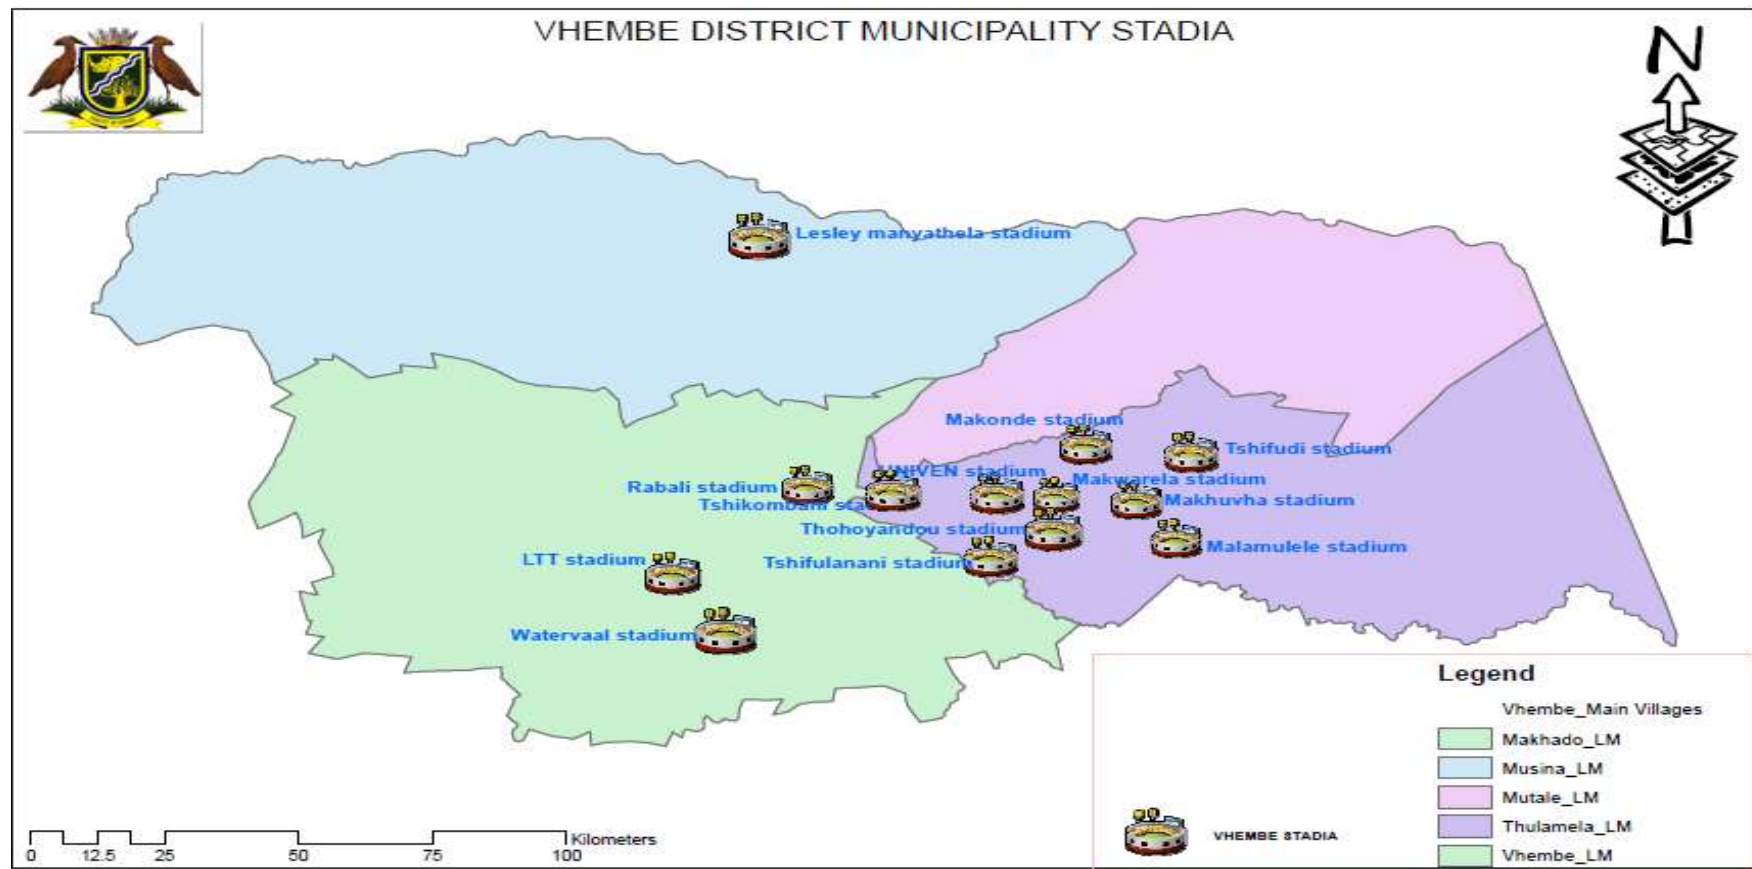 VHEMBE DISTRICT MUNICIPALITY STADIA
N
Lesley manyathela stadium
Makonde stadium
Tshifudi stadium
UNIVEN stadium
Makwarela stadium
Rabali stadium
Makhuvha stadium
Tshikombani sta
Thohoyandou stadium
Malamulele stadium
LTT stadium
Tshifulanani stadium
Watervaal stadium
Legend
Vhembe_Main Villages
Makhado_LM
Musina_LM
Mutale_LM
Thulamela_LM
Vhembe_LM
VHEMBE STADIA
Kilometers
0 12.5 25 50 75 100